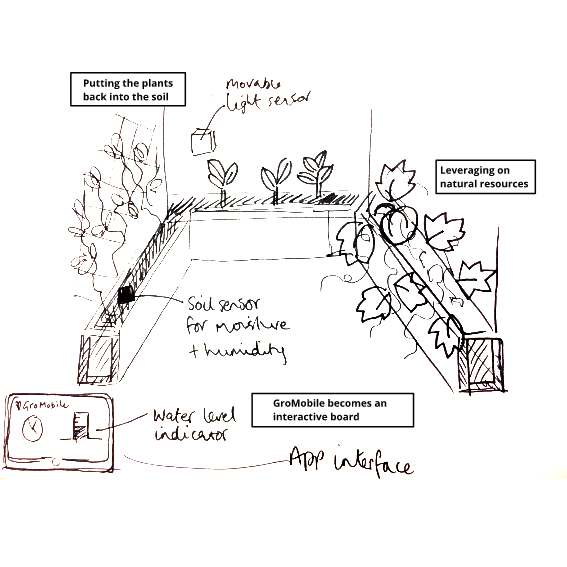 Putting the plants
back into the soil
movable
light sensor
Leveraging on
natural resources
Soil sensor
for moisture
+ humidity
GroMobile becomes an
interactive board
GroMobile
Water level
indicator
App interface